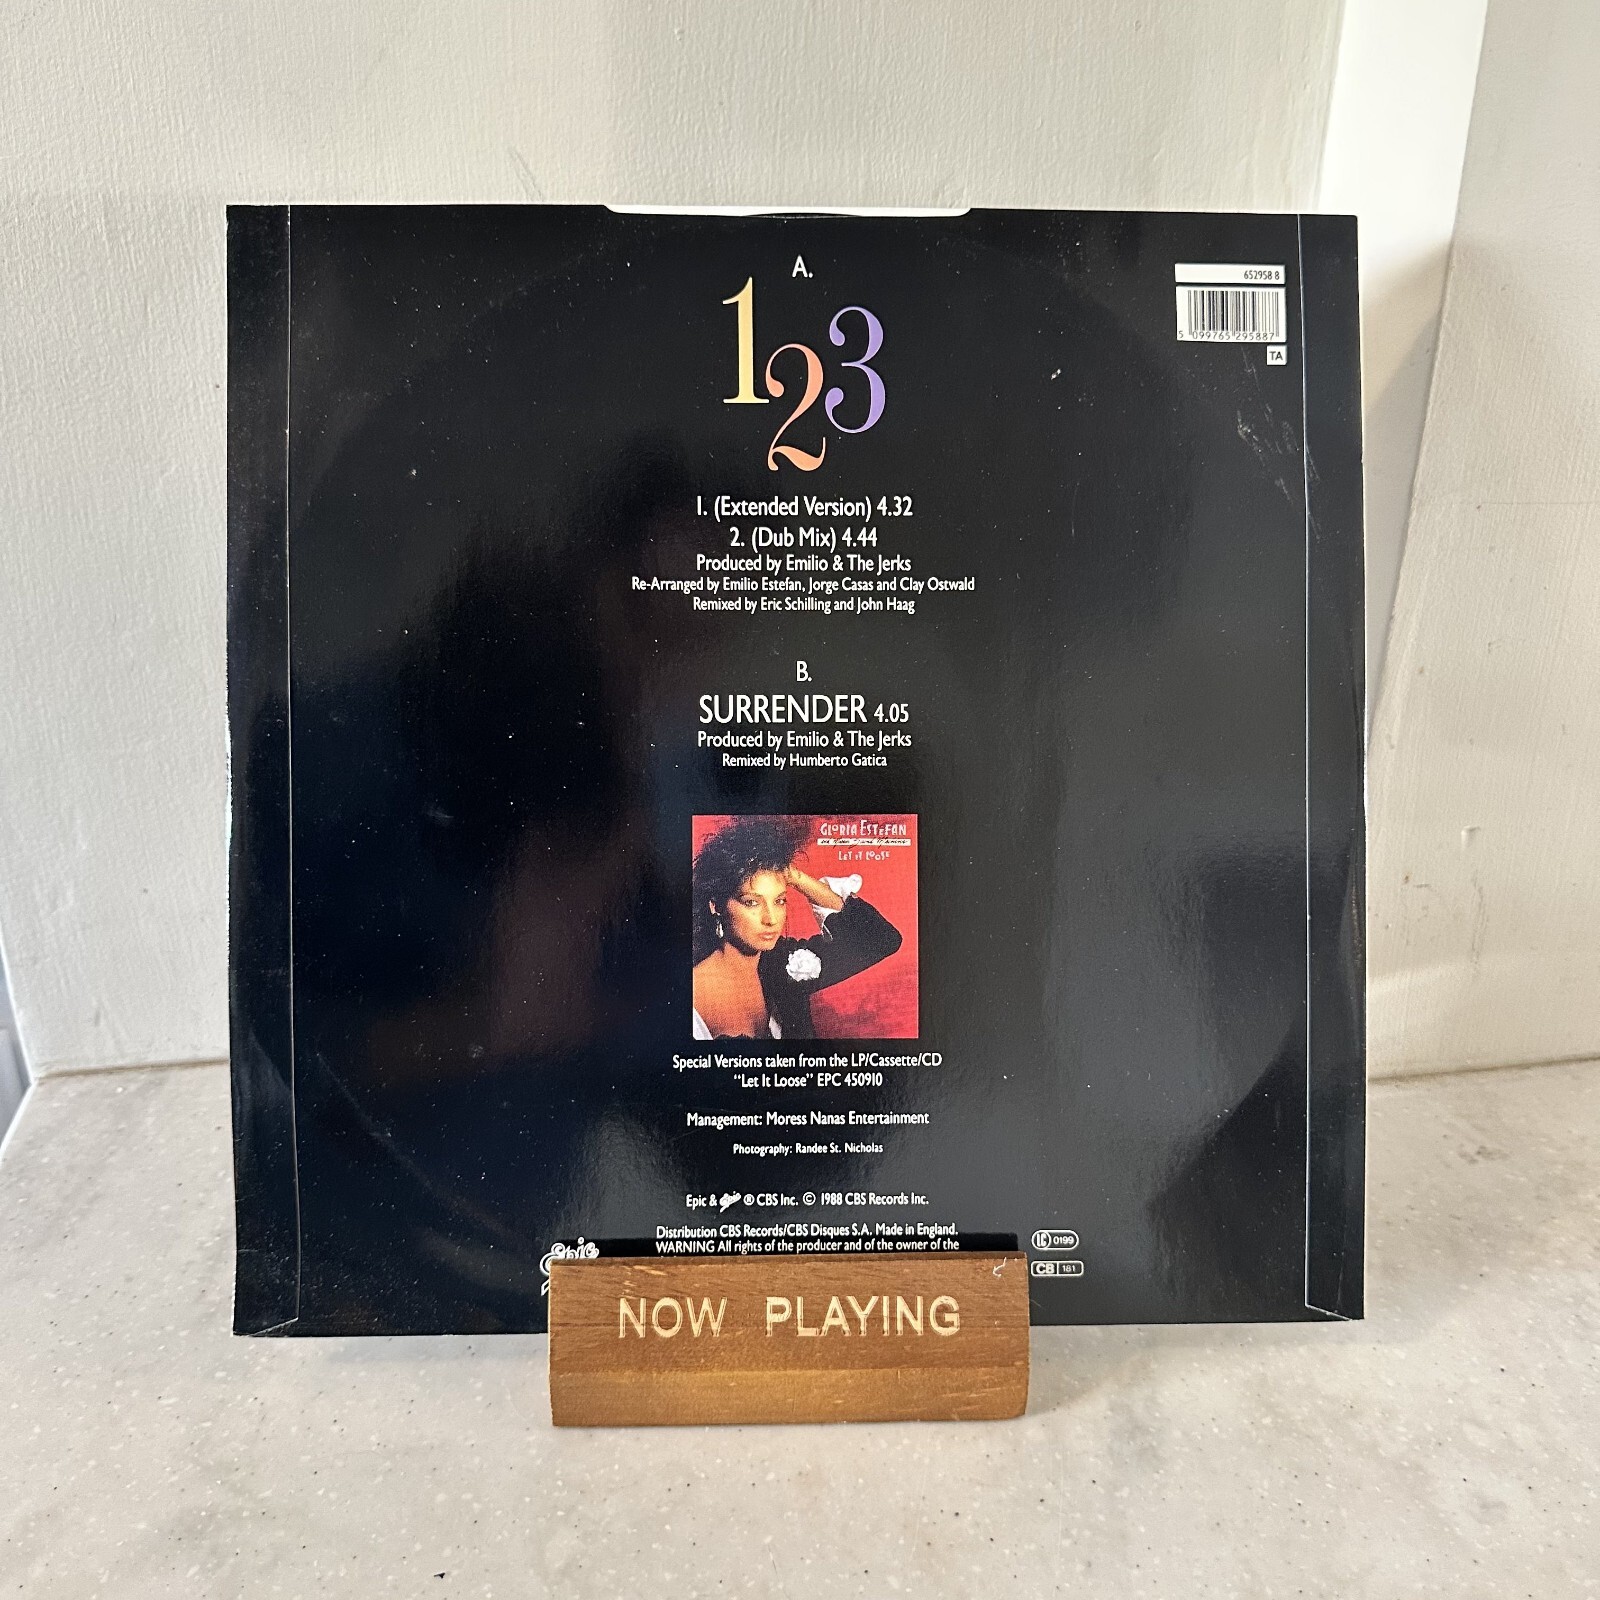 A.
1 2 3
652958 8
5 099765 295887
TA
1. (Extended Version) 4.32
2. (Dub Mix) 4.44
Produced by Emilio & The Jerks
Re-Arranged by Emilio Estefan, Jorge Casas and Clay Ostwald
Remixed by Eric Schilling and John Haag
B.
SURRENDER 4.05
Produced by Emilio & The Jerks
Remixed by Humberto Gatica
GLORIA ESTEFAN
LET IT LOOSE
Special Versions taken from the LP/Cassette/CD
"Let It Loose" EPC 450910
Management: Moress Nanas Entertainment
Photography: Randee St. Nicholas
Epic & Epic ® CBS Inc. © 1988 CBS Records Inc.
Distribution CBS Records/CBS Disques S.A. Made in England.
WARNING All rights of the producer and of the owner of the
Epic
LC 0199
CB 181
NOW PLAYING